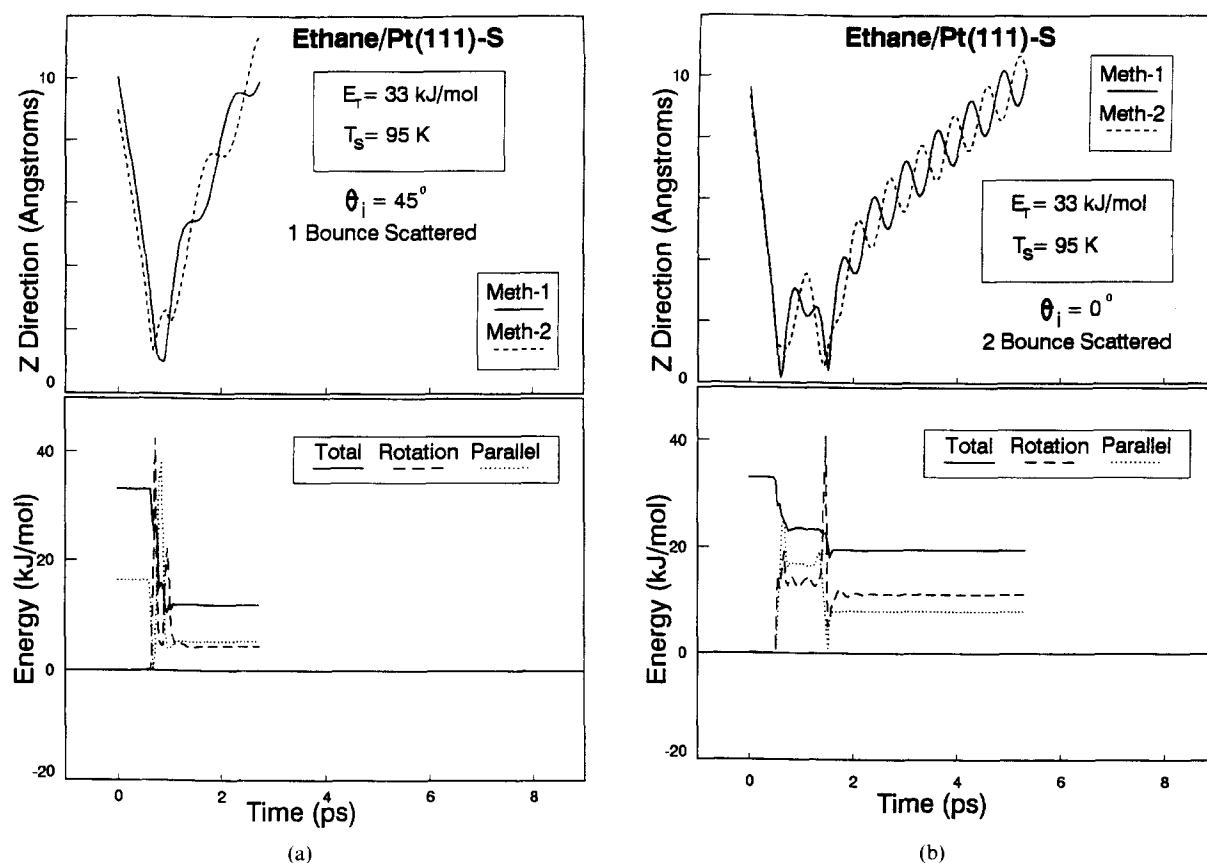 Ethane/Pt(111)-S
10
E_T = 33 kJ/mol
T_S = 95 K
θ_i = 45°
1 Bounce Scattered
Meth-1
Meth-2
0
Z Direction (Angstroms)
Total Rotation Parallel
40
20
0
-20
Energy (kJ/mol)
0 2 4 6 8
Time (ps)
(a)
Ethane/Pt(111)-S
10
Meth-1
Meth-2
E_T = 33 kJ/mol
T_S = 95 K
θ_i = 0°
2 Bounce Scattered
0
Z Direction (Angstroms)
Total Rotation Parallel
40
20
0
-20
Energy (kJ/mol)
0 2 4 6 8
Time (ps)
(b)